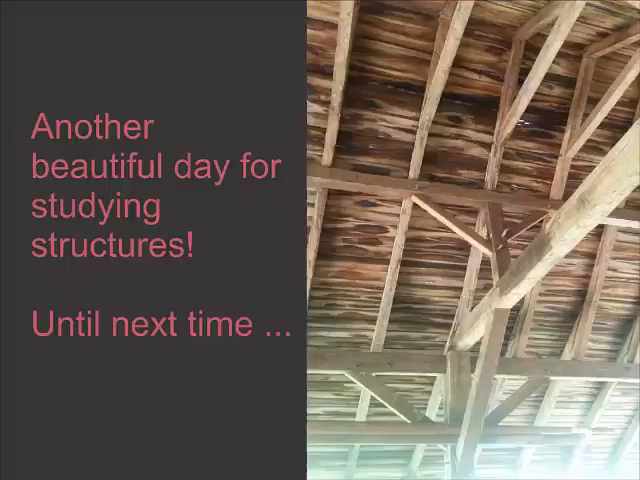 Another
beautiful day for
studying
structures!
Until next time ...